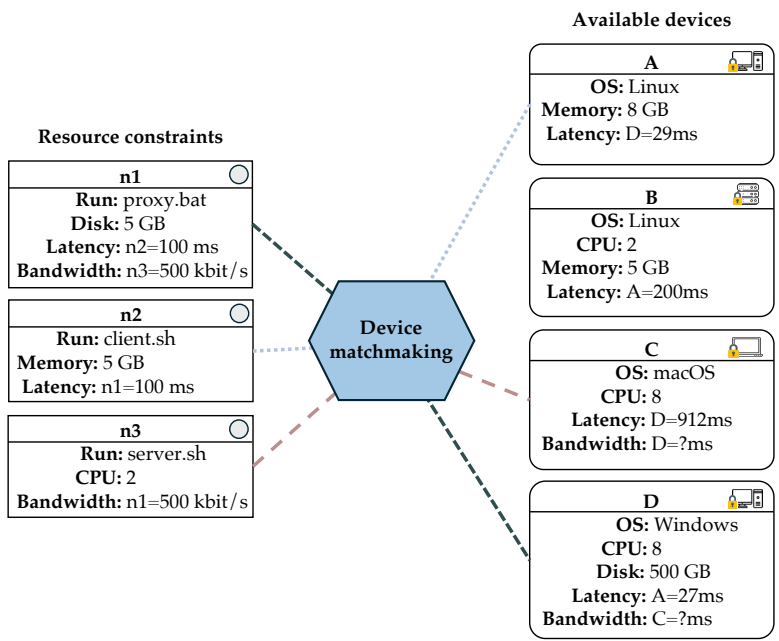 Resource constraints
n1
Run: proxy.bat
Disk: 5 GB
Latency: n2=100 ms
Bandwidth: n3=500 kbit/s
n2
Run: client.sh
Memory: 5 GB
Latency: n1=100 ms
n3
Run: server.sh
CPU: 2
Bandwidth: n1=500 kbit/s
Device
matchmaking
Available devices
A
OS: Linux
Memory: 8 GB
Latency: D=29ms
B
OS: Linux
CPU: 2
Memory: 5 GB
Latency: A=200ms
C
OS: macOS
CPU: 8
Latency: D=912ms
Bandwidth: D=?ms
D
OS: Windows
CPU: 8
Disk: 500 GB
Latency: A=27ms
Bandwidth: C=?ms